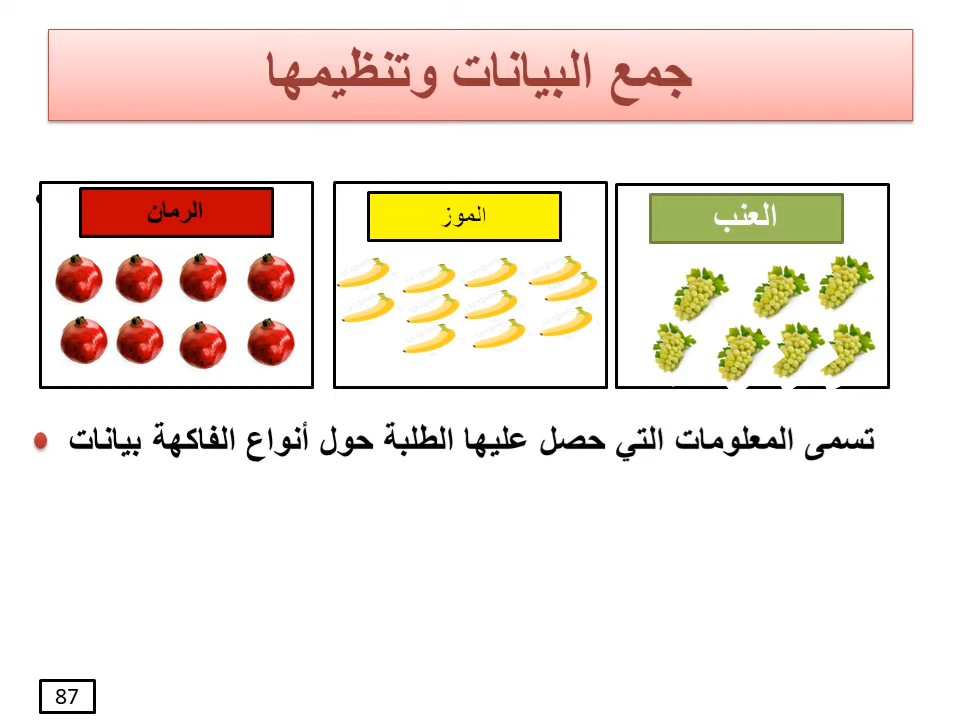 جمع البيانات وتنظيمها
العنب
الموز
الرمان
تسمى المعلومات التي حصل عليها الطلبة حول أنواع الفاكهة بيانات
87